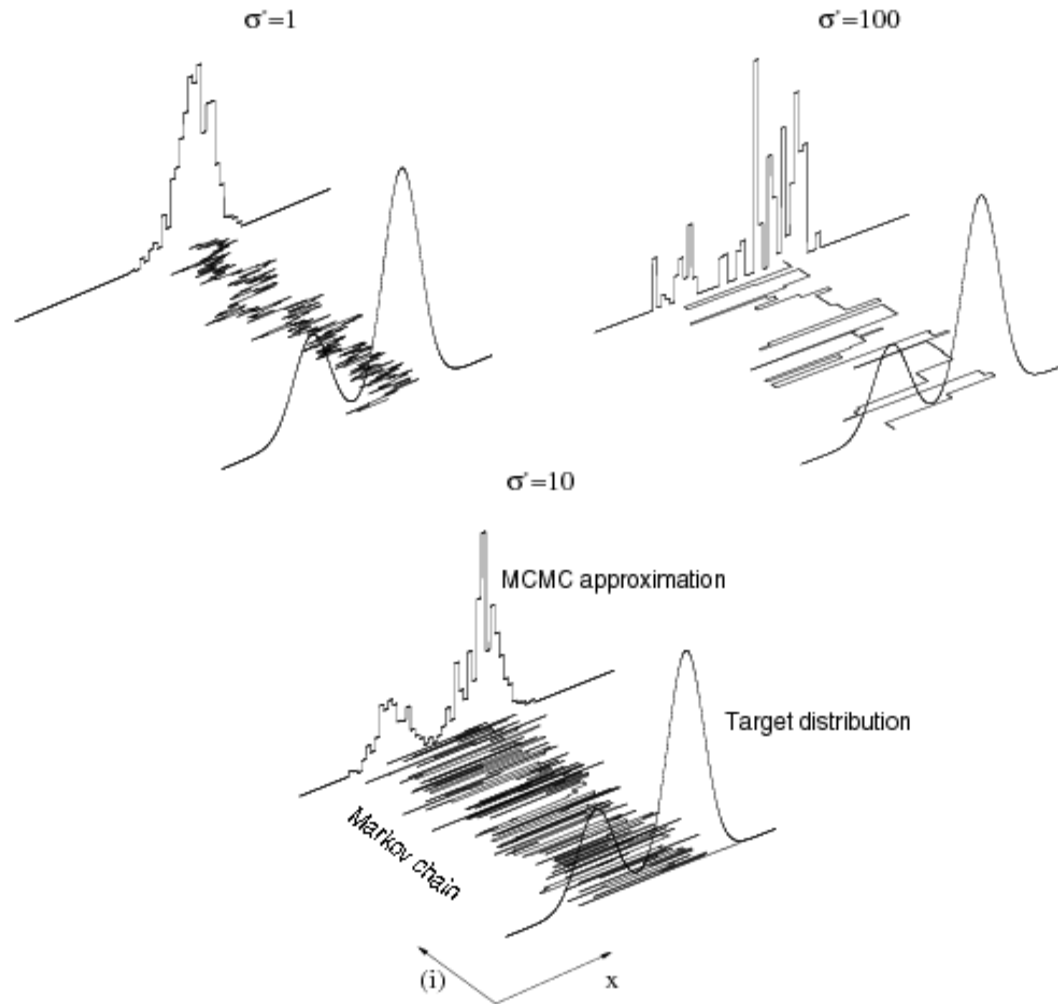 σ*=1
σ*=100
σ*=10
MCMC approximation
Target distribution
Markov chain
(i)
x